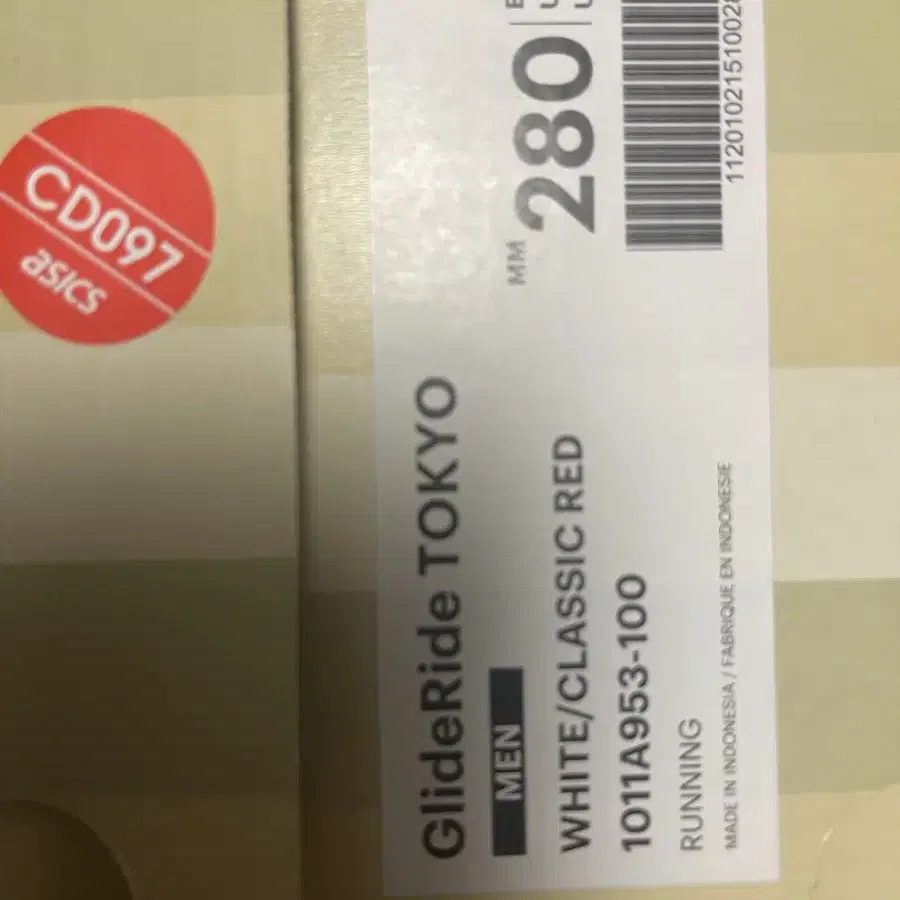 CD097
asics
GlideRide TOKYO
MEN
MM 280
WHITE/CLASSIC RED
1011A953-100
RUNNING
MADE IN INDONESIA / FABRIQUE EN INDONESIE